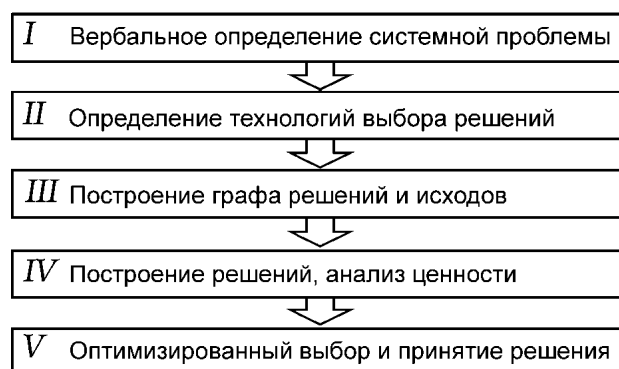 I Вербальное определение системной проблемы
II Определение технологий выбора решений
III Построение графа решений и исходов
IV Построение решений, анализ ценности
V Оптимизированный выбор и принятие решения